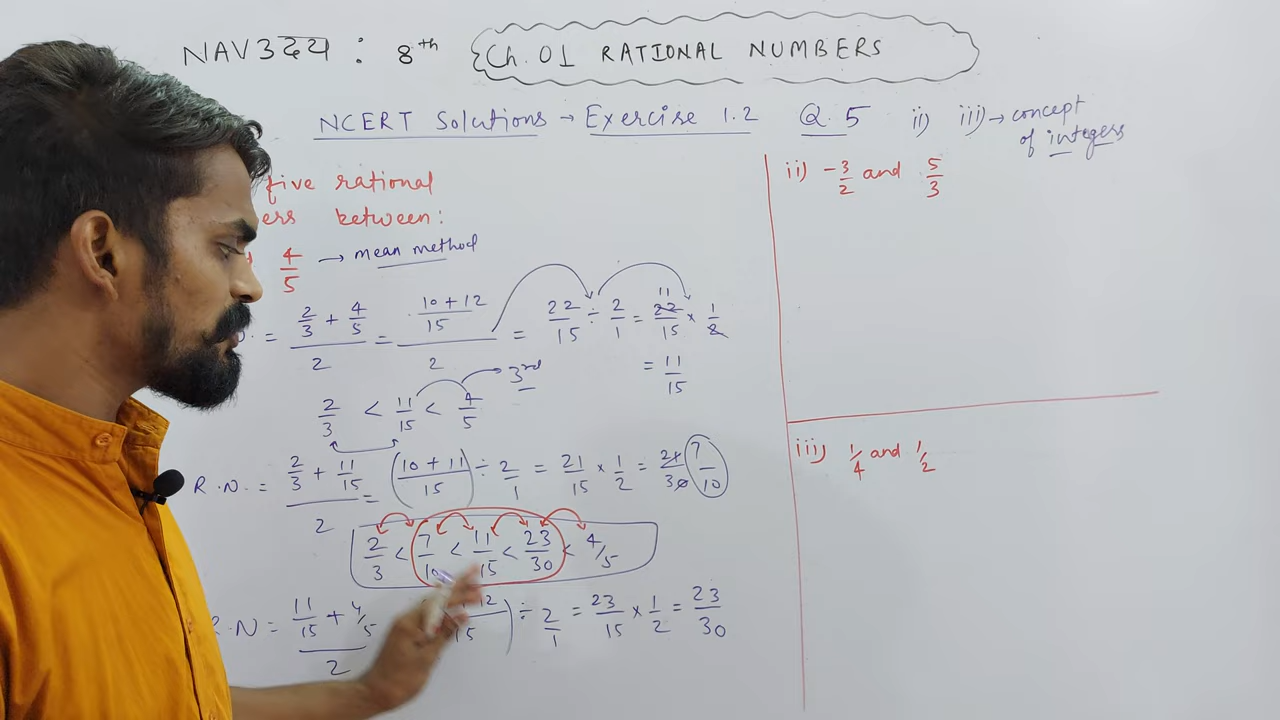 NAV3ददद : 8th Ch. 01 RATIONAL NUMBERS
NCERT Solutions → Exercise 1.2 Q. 5 ii) iii) → concept of integers
five rational
ers between:
4/5 → mean method
= (2/3 + 4/5)/2 = ((10 + 12)/15)/2 = 22/15 ÷ 2/1 = 22/15 × 1/2
11
= 11/15
2/3 < 11/15 < 4/5 → 3rd
R.N. = (2/3 + 11/15)/2 = ((10 + 11)/15) ÷ 2/1 = 21/15 × 1/2 = 21/30 7/10
2/3 < 7/10 < 11/15 < 23/30 < 4/5
R.N = (11/15 + 4/5)/2 12/15) ÷ 2/1 = 23/15 × 1/2 = 23/30
ii) -3/2 and 5/3
iii) 1/4 and 1/2